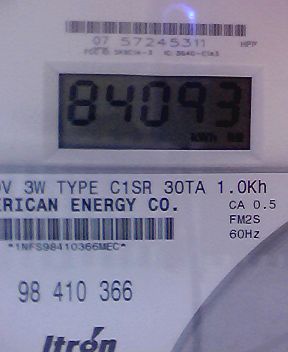 07 57245311
84093
kWh
V 3W TYPE C1SR 30TA 1.0Kh
ERICAN ENERGY CO.
CA 0.5
FM2S
60Hz
*1NFS98410366MEC*
98 410 366
Itrón